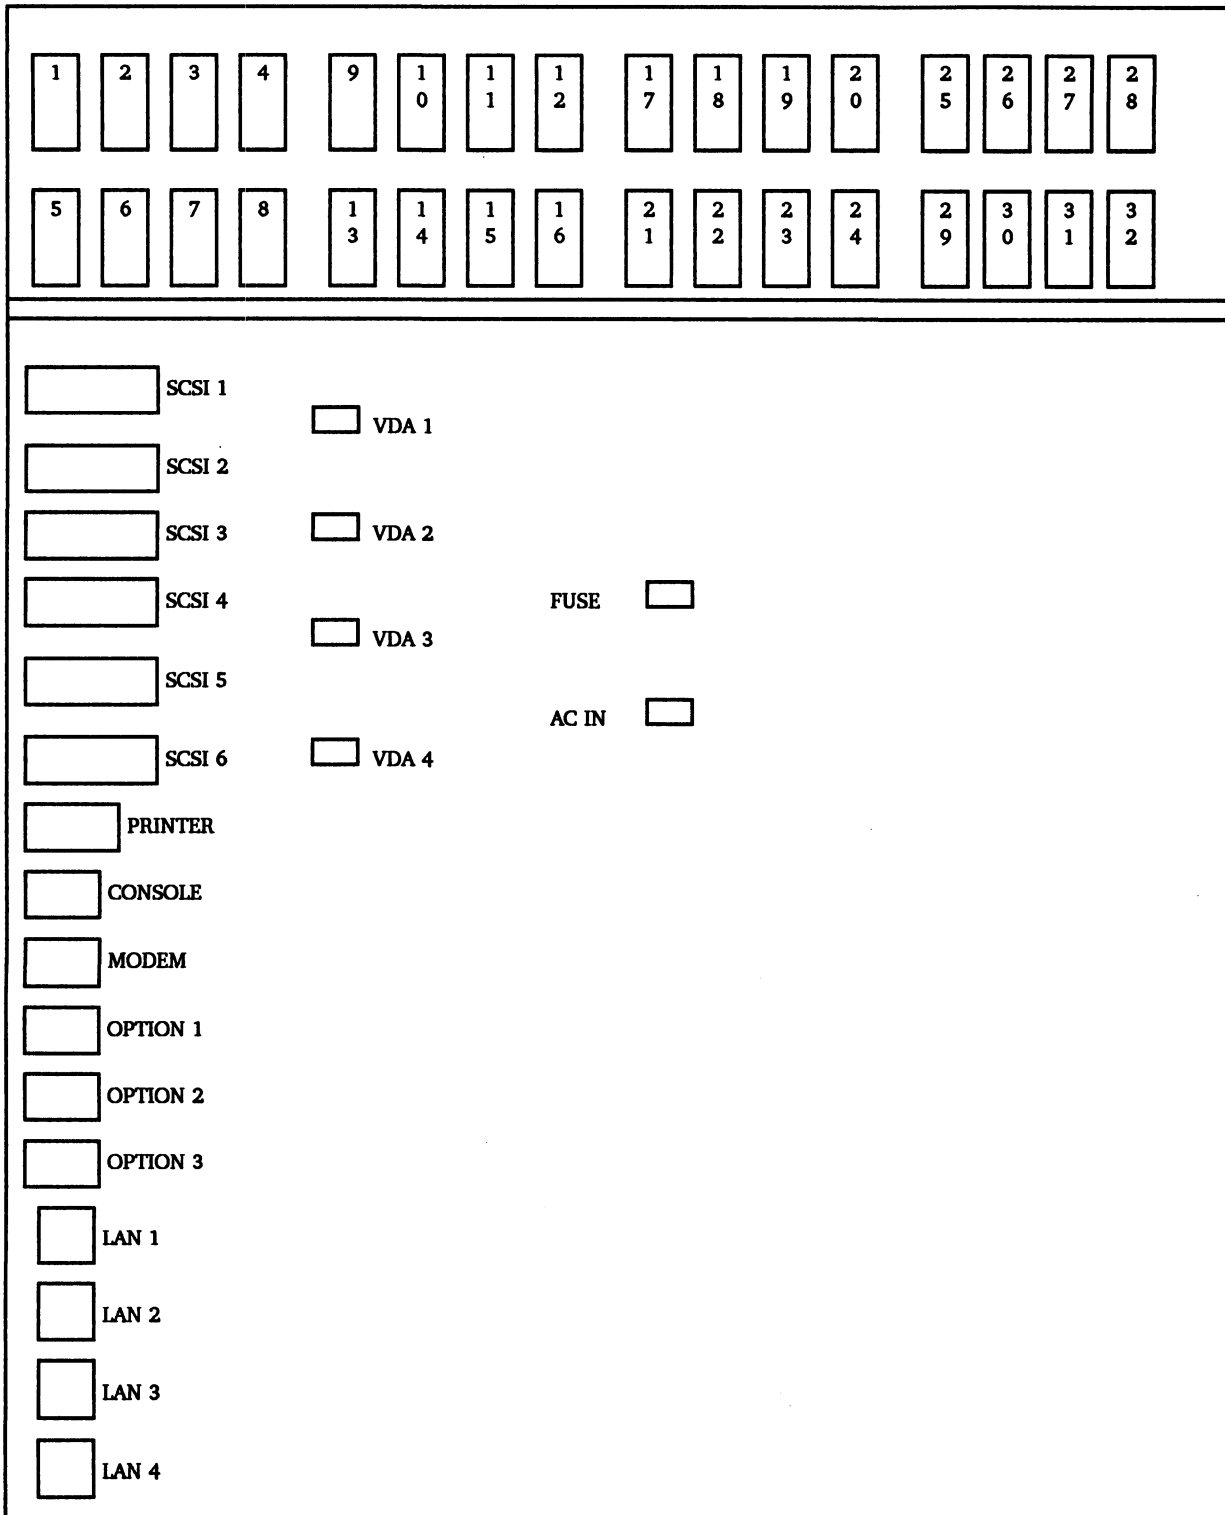 1 2 3 4 9 10 11 12 17 18 19 20 25 26 27 28
5 6 7 8 13 14 15 16 21 22 23 24 29 30 31 32
SCSI 1
VDA 1
SCSI 2
SCSI 3
VDA 2
SCSI 4
FUSE
VDA 3
SCSI 5
AC IN
SCSI 6
VDA 4
PRINTER
CONSOLE
MODEM
OPTION 1
OPTION 2
OPTION 3
LAN 1
LAN 2
LAN 3
LAN 4